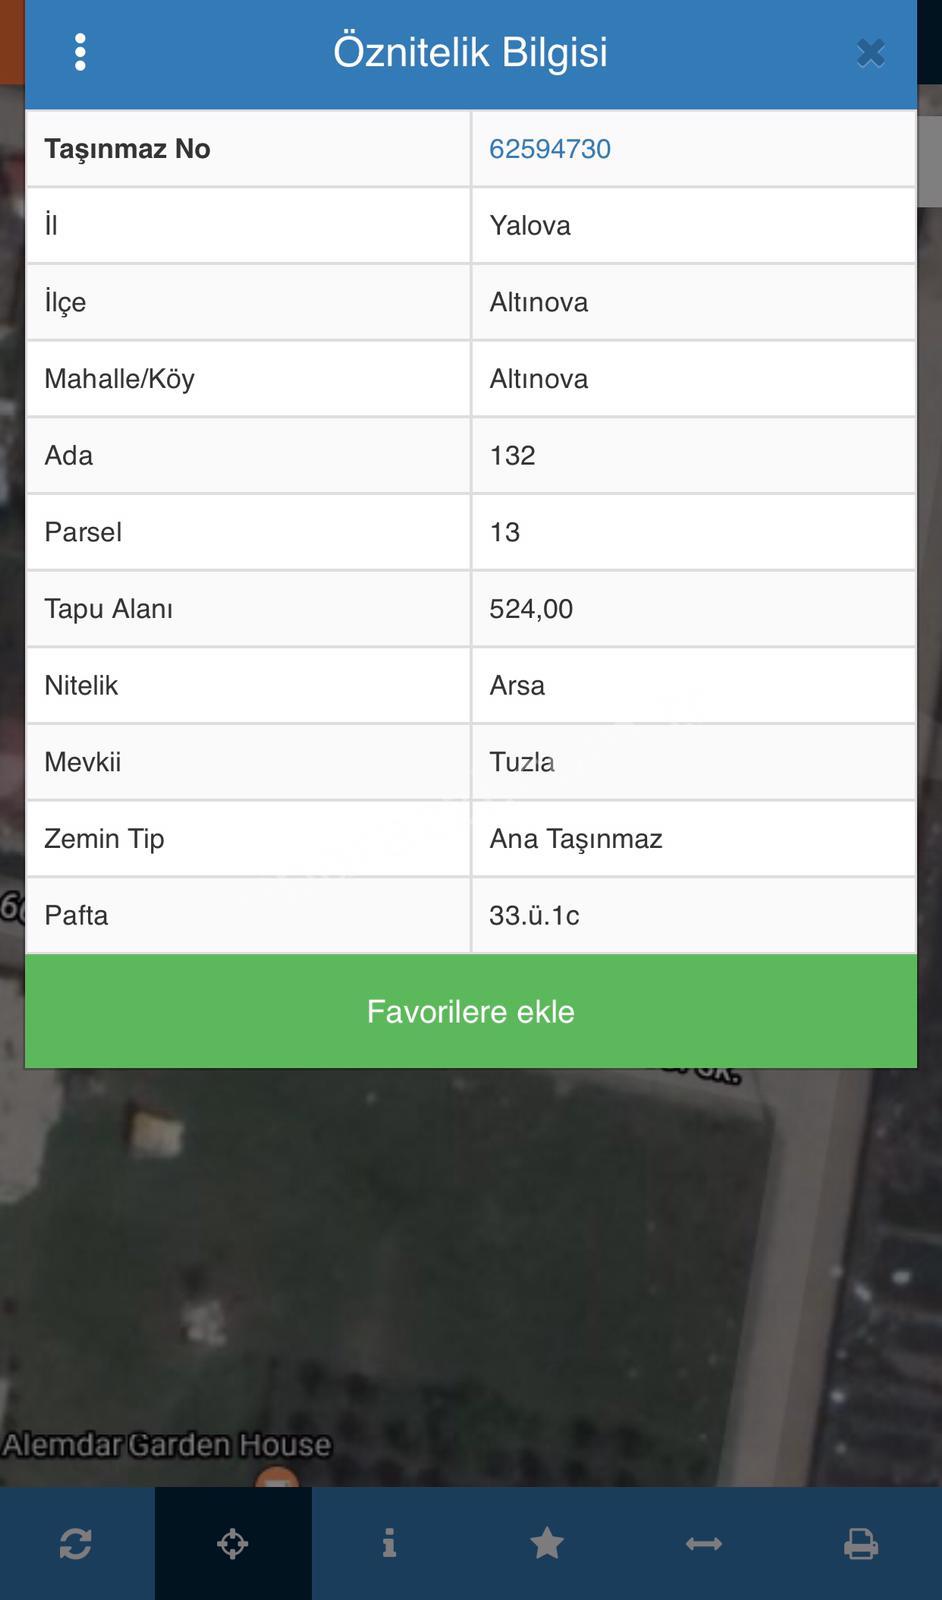 Öznitelik Bilgisi
Taşınmaz No 62594730
İl Yalova
İlçe Altınova
Mahalle/Köy Altınova
Ada 132
Parsel 13
Tapu Alanı 524,00
Nitelik Arsa
Mevkii Tuzla
Zemin Tip Ana Taşınmaz
Pafta 33.ü.1c
Favorilere ekle
Alemdar Garden House